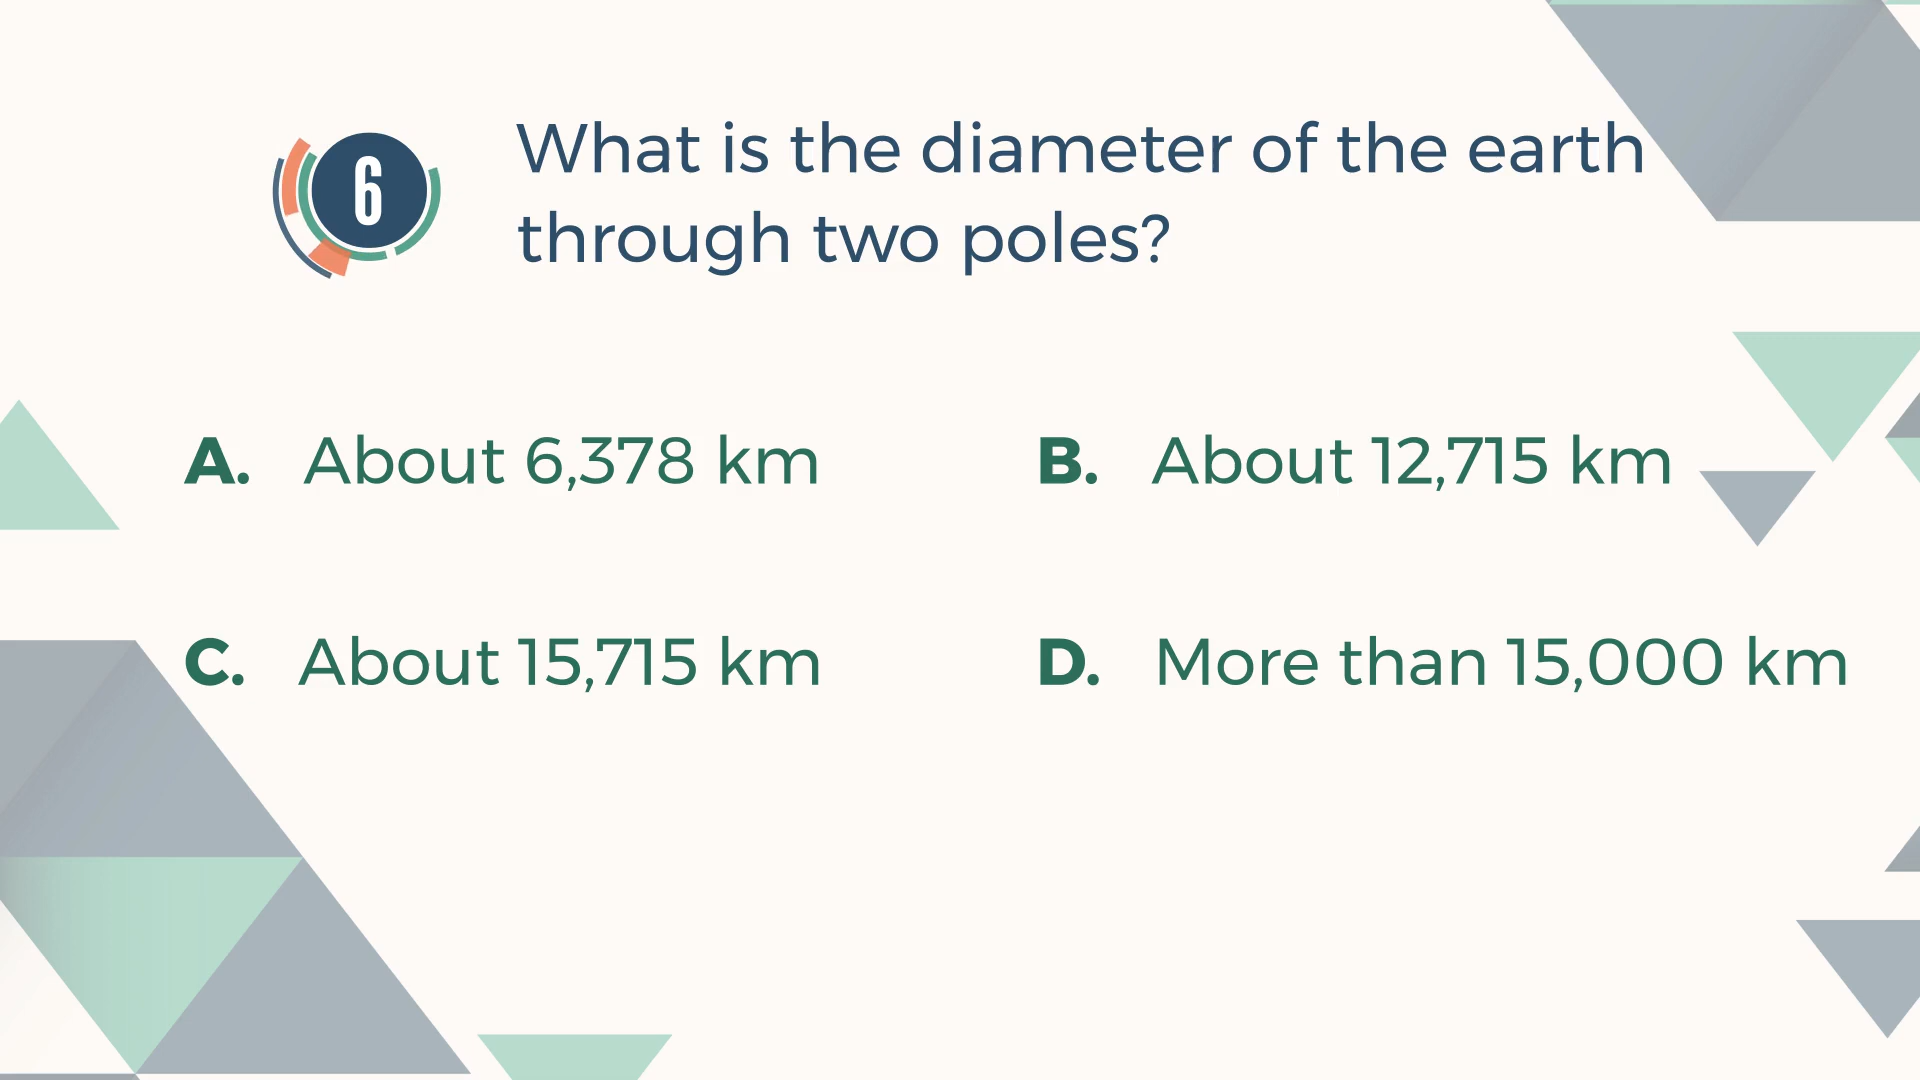 6
What is the diameter of the earth
through two poles?
A. About 6,378 km
B. About 12,715 km
C. About 15,715 km
D. More than 15,000 km